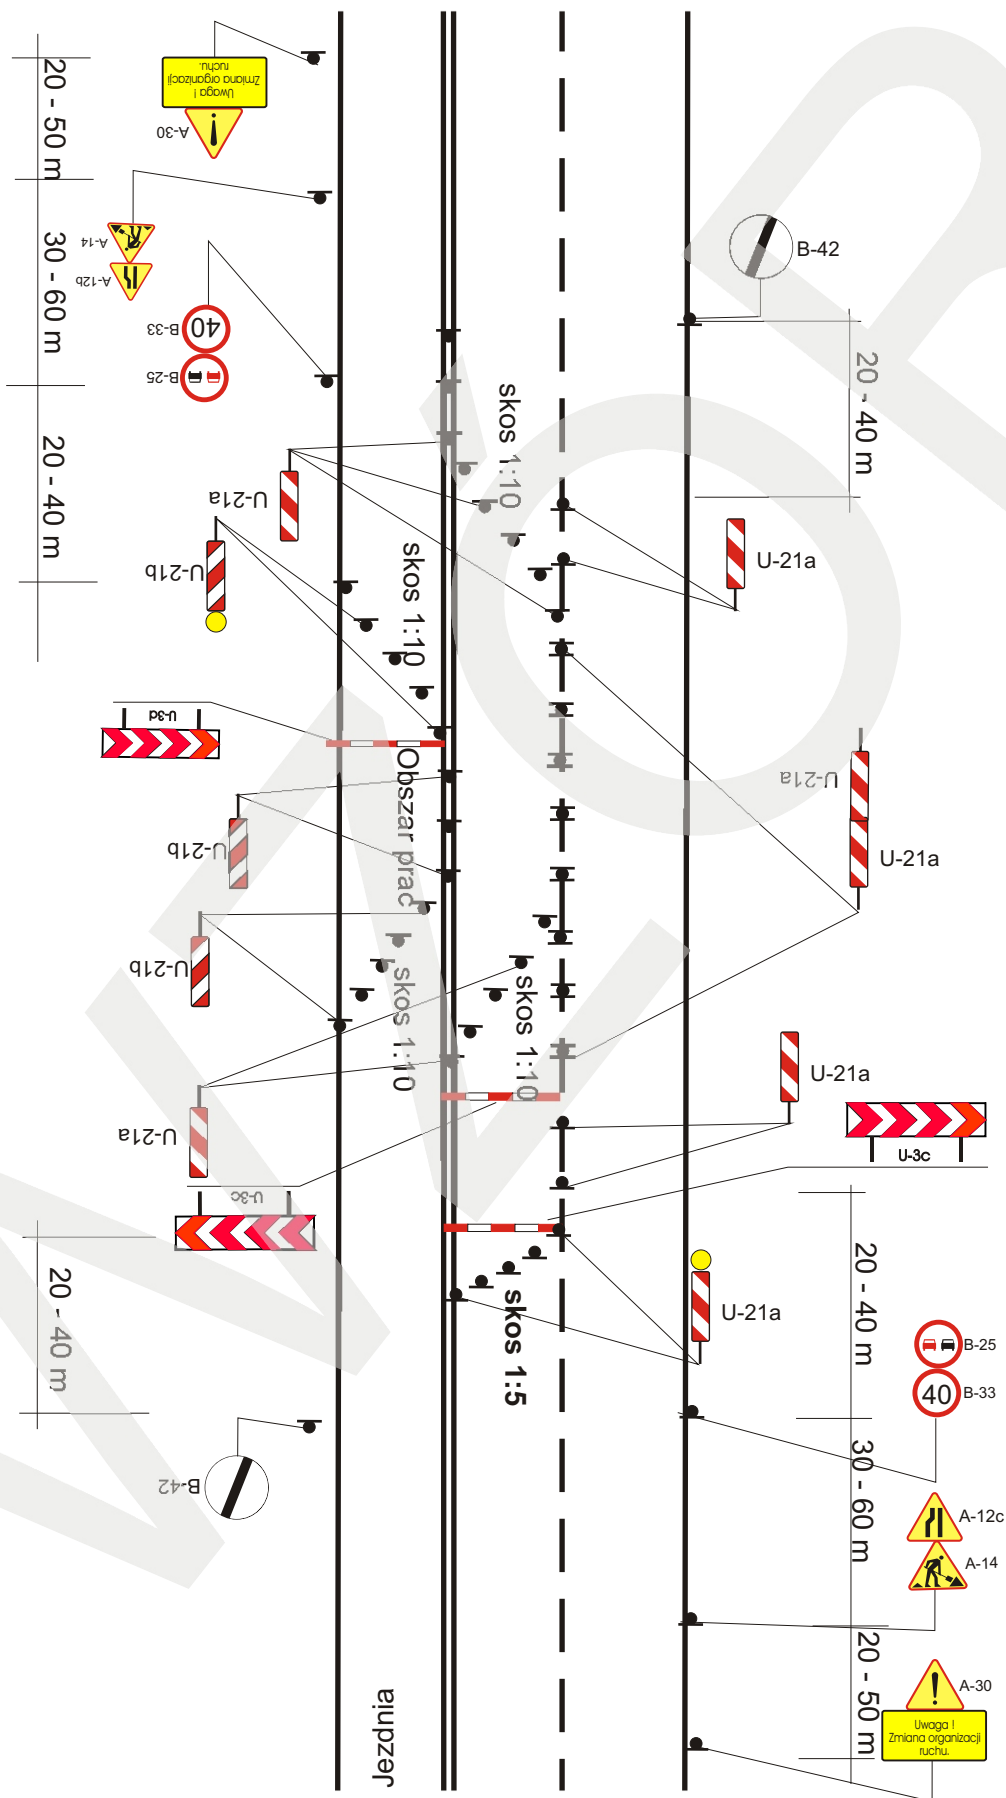 20 - 50 m
Uwaga !
Zmiana organizacji
ruchu.
A-30
30 - 60 m
A-14
A-12b
B-33
40
B-25
B-42
20 - 40 m
skos 1:10
20 - 40 m
U-21a
U-21b
skos 1:10
U-21a
U-3d
Obszar prac
U-21a
U-21a
U-21b
U-21b
skos 1:10
skos 1:10
U-21a
U-21a
U-3c
U-3c
20 - 40 m
20 - 40 m
skos 1:5
U-21a
B-25
40
B-33
B-42
30 - 60 m
A-12c
A-14
20 - 50 m
A-30
Uwaga !
Zmiana organizacji
ruchu.
Jezdnia
WZÓR